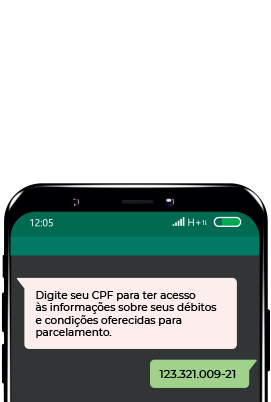 12:05 H+
Digite seu CPF para ter acesso
às informações sobre seus débitos
e condições oferecidas para
parcelamento.
123.321.009-21